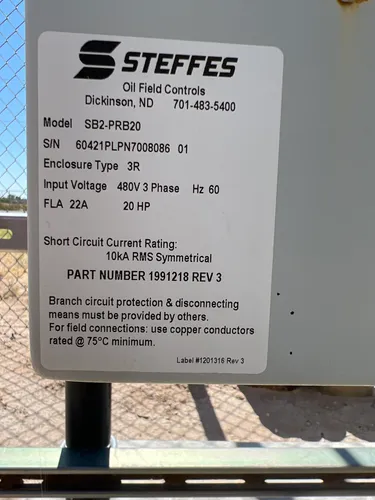 STEFFES
Oil Field Controls
Dickinson, ND 701-483-5400
Model SB2-PRB20
S/N 60421PLPN7008086 01
Enclosure Type 3R
Input Voltage 480V 3 Phase Hz 60
FLA 22A 20 HP
Short Circuit Current Rating:
10kA RMS Symmetrical
PART NUMBER 1991218 REV 3
Branch circuit protection & disconnecting
means must be provided by others.
For field connections: use copper conductors
rated @ 75°C minimum.
Label #1201316 Rev 3